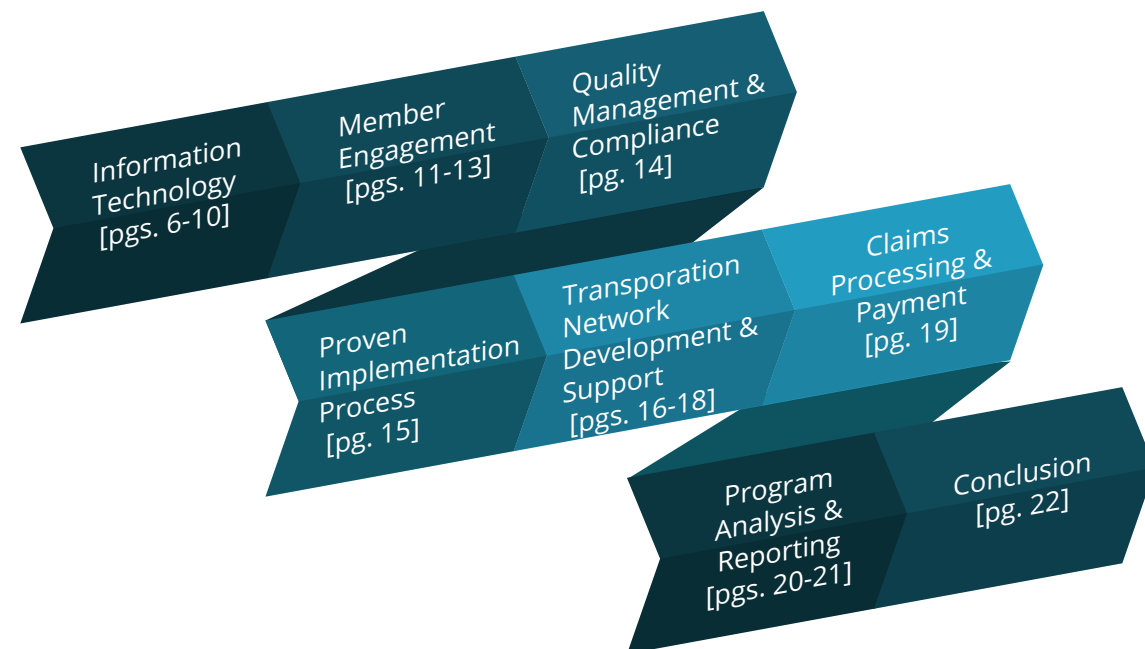 Information
Technology
[pgs. 6-10]
Member
Engagement
[pgs. 11-13]
Quality
Management &
Compliance
[pg. 14]
Proven
Implementation
Process
[pg. 15]
Transporation
Network
Development &
Support
[pgs. 16-18]
Claims
Processing &
Payment
[pg. 19]
Program
Analysis &
Reporting
[pgs. 20-21]
Conclusion
[pg. 22]